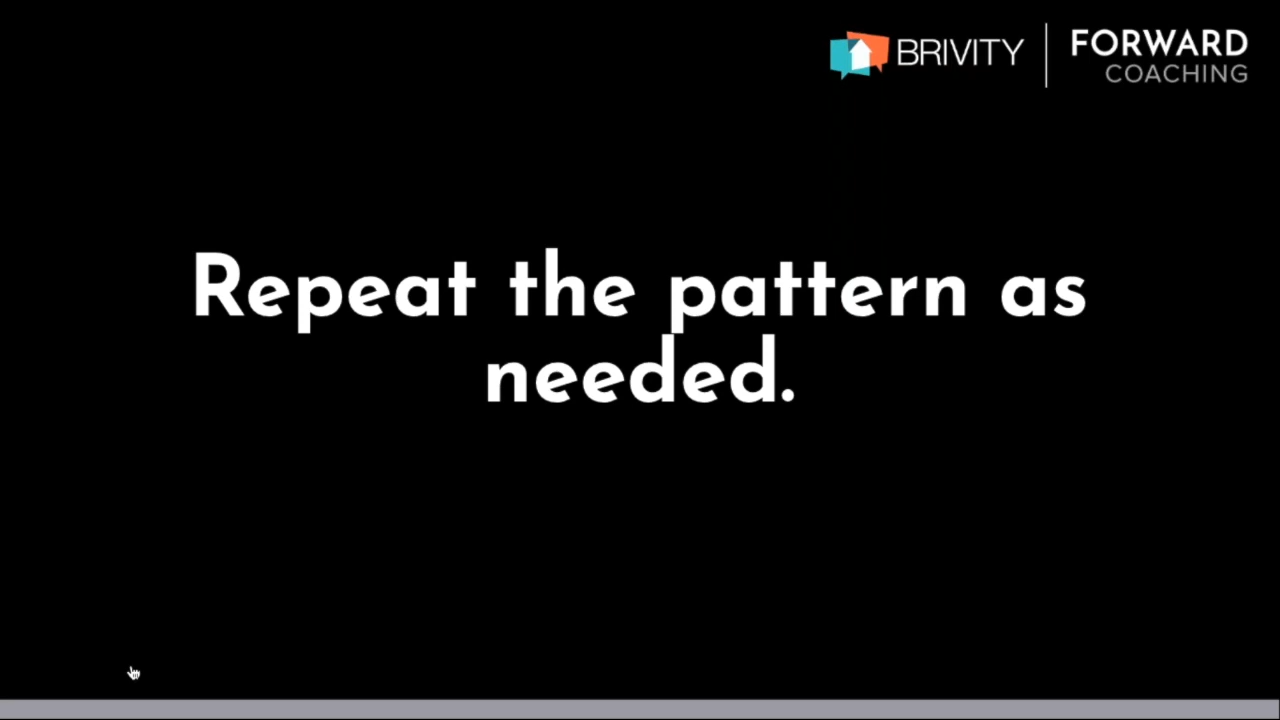 BRIVITY
FORWARD
COACHING
Repeat the pattern as
needed.